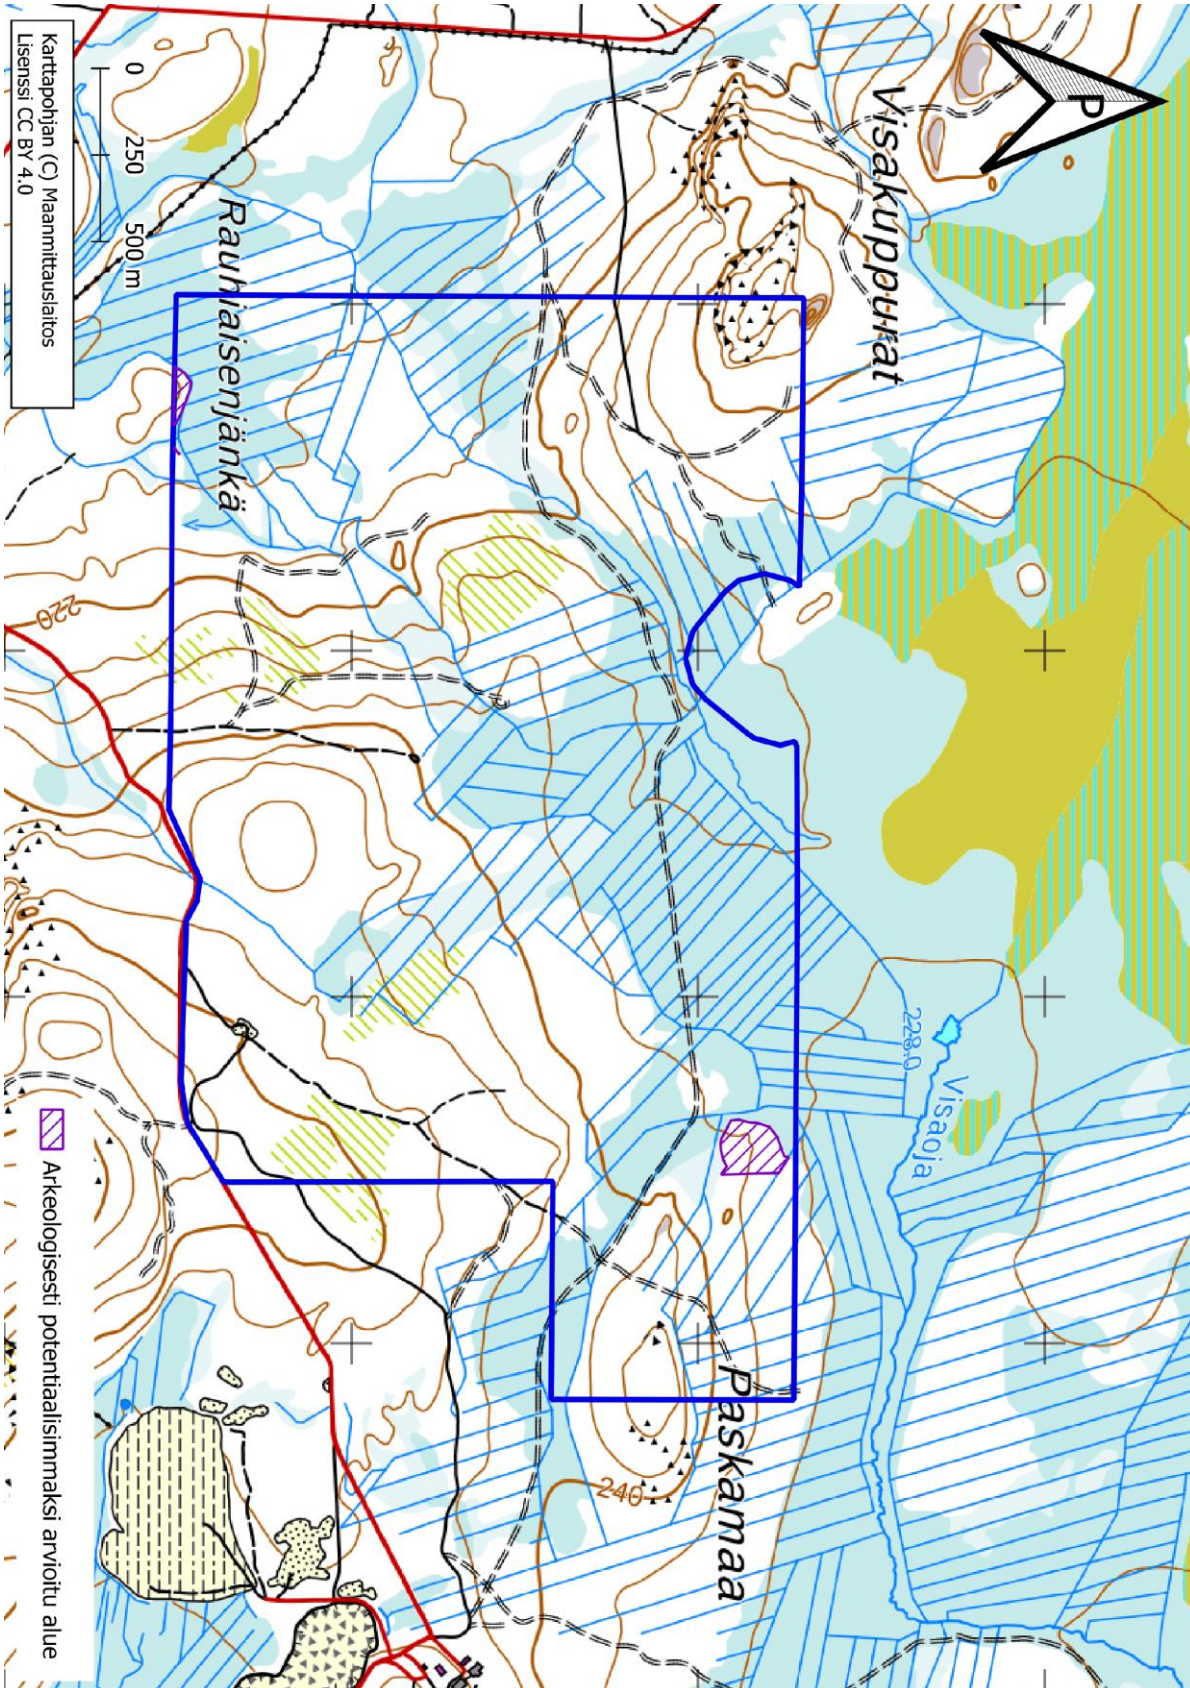 P
Visakuppurat
Rauhiaisenjänkä
Visaoja
228.0
Paskamaa
220
240
0 250 500 m
Karttapohjan (C) Maanmittauslaitos
Lisenssi CC BY 4.0
Arkeologisesti potentiaalisimmaksi arvioitu alue